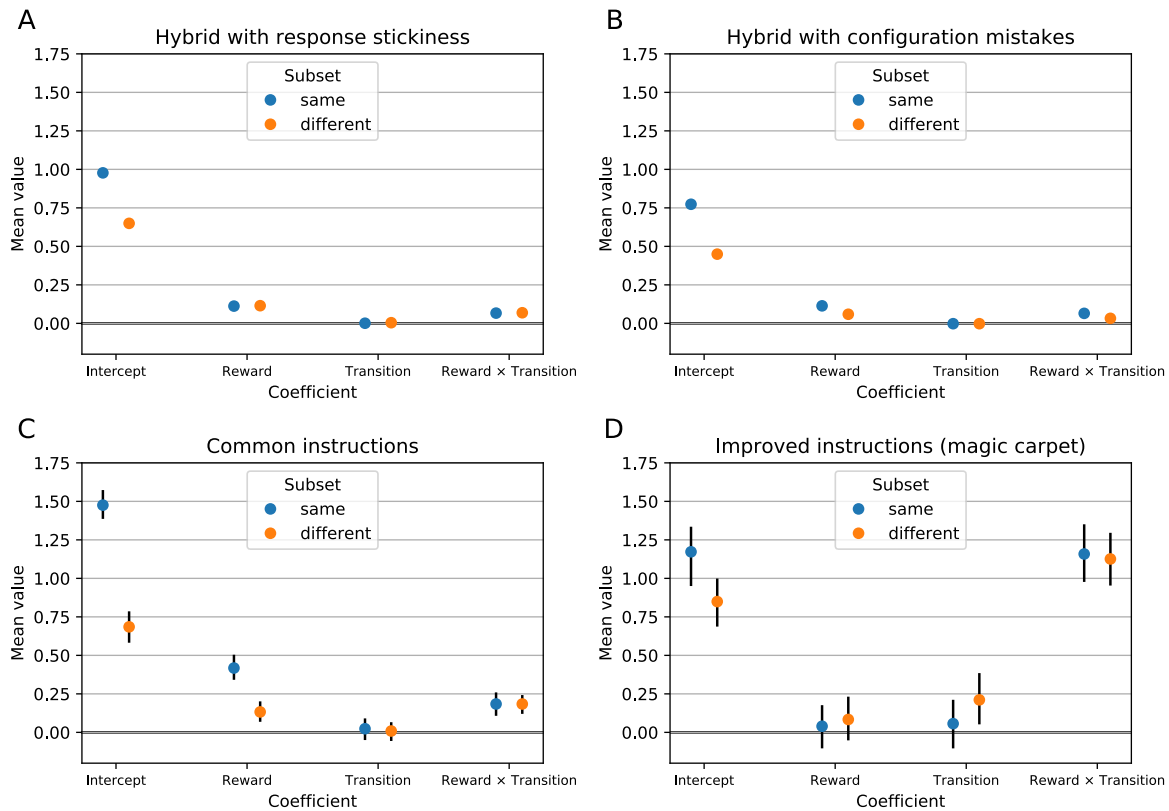 A
Hybrid with response stickiness
1.75
1.50
1.25
1.00
0.75
0.50
0.25
0.00
Mean value
Subset
same
different
Intercept
Reward
Transition
Reward × Transition
Coefficient
B
Hybrid with configuration mistakes
1.75
1.50
1.25
1.00
0.75
0.50
0.25
0.00
Mean value
Subset
same
different
Intercept
Reward
Transition
Reward × Transition
Coefficient
C
Common instructions
1.75
1.50
1.25
1.00
0.75
0.50
0.25
0.00
Mean value
Subset
same
different
Intercept
Reward
Transition
Reward × Transition
Coefficient
D
Improved instructions (magic carpet)
1.75
1.50
1.25
1.00
0.75
0.50
0.25
0.00
Mean value
Subset
same
different
Intercept
Reward
Transition
Reward × Transition
Coefficient